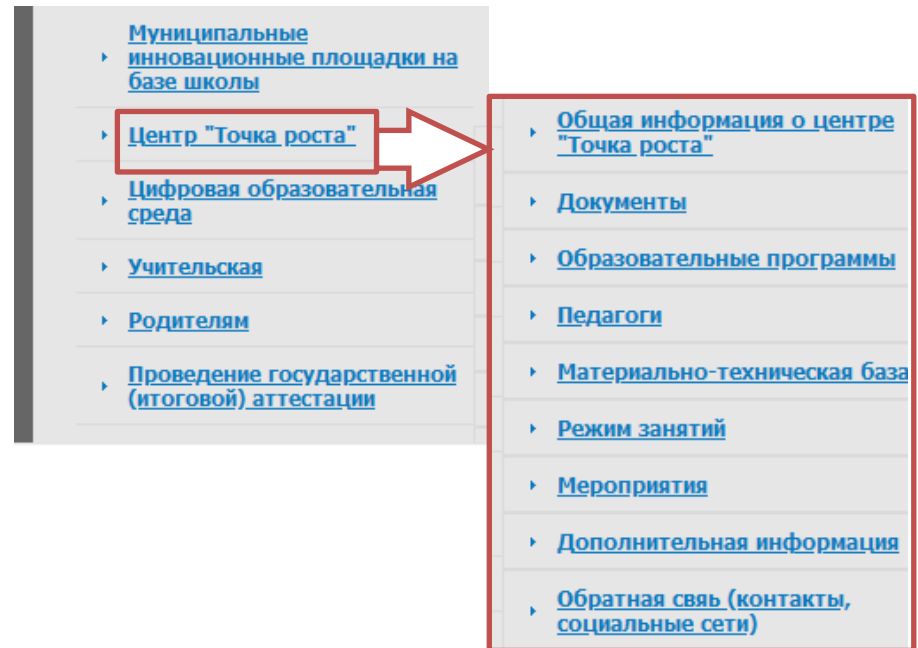 Муниципальные
инновационные площадки на
базе школы
Центр "Точка роста"
Цифровая образовательная
среда
Учительская
Родителям
Проведение государственной
(итоговой) аттестации
Общая информация о центре
"Точка роста"
Документы
Образовательные программы
Педагоги
Материально-техническая база
Режим занятий
Мероприятия
Дополнительная информация
Обратная свяь (контакты,
социальные сети)